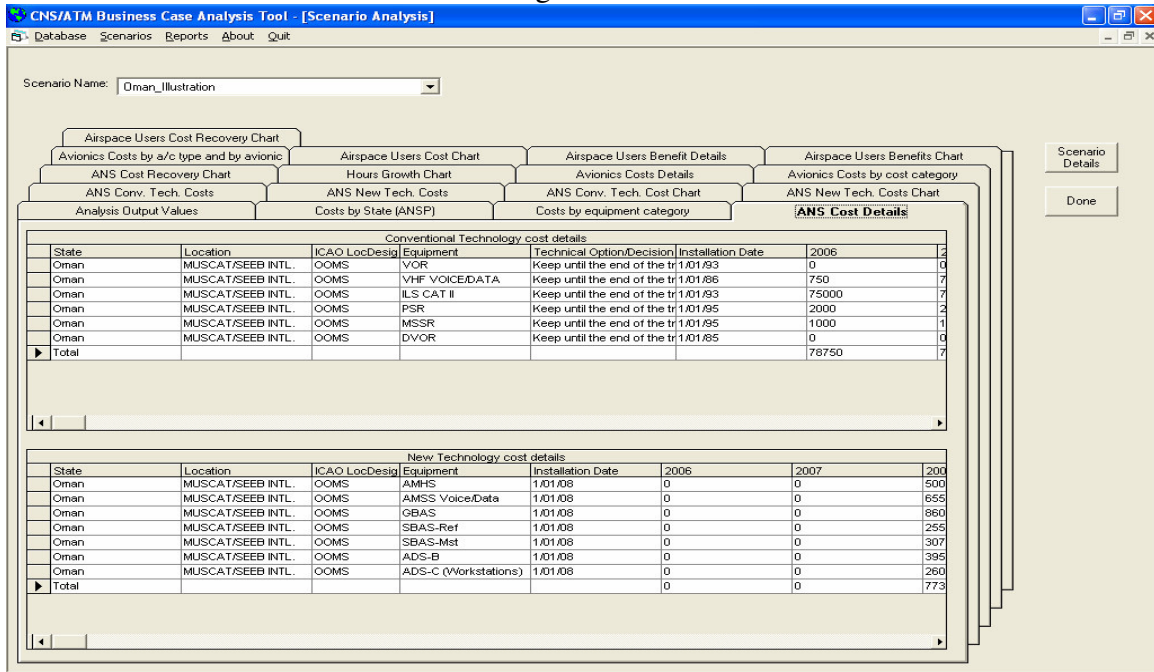 CNS/ATM Business Case Analysis Tool - [Scenario Analysis]
Database Scenarios Reports About Quit
Scenario Name: Oman_Illustration
Airspace Users Cost Recovery Chart
Avionics Costs by a/c type and by avionic Airspace Users Cost Chart Airspace Users Benefit Details Airspace Users Benefits Chart
Scenario Details
ANS Cost Recovery Chart Hours Growth Chart Avionics Costs Details Avionics Costs by cost category
ANS Conv. Tech. Costs ANS New Tech. Costs ANS Conv. Tech. Cost Chart ANS New Tech. Costs Chart
Done
Analysis Output Values Costs by State (ANSP) Costs by equipment category ANS Cost Details
Conventional Technology cost details
State Location ICAO LocDesig Equipment Technical Option/Decision Installation Date 2006 2
Oman MUSCAT/SEEB INTL. OOMS VOR Keep until the end of the tr 1/01/93 0 0
Oman MUSCAT/SEEB INTL. OOMS VHF VOICE/DATA Keep until the end of the tr 1/01/86 750 7
Oman MUSCAT/SEEB INTL. OOMS ILS CAT II Keep until the end of the tr 1/01/93 75000 7
Oman MUSCAT/SEEB INTL. OOMS PSR Keep until the end of the tr 1/01/95 2000 2
Oman MUSCAT/SEEB INTL. OOMS MSSR Keep until the end of the tr 1/01/95 1000 1
Oman MUSCAT/SEEB INTL. OOMS DVOR Keep until the end of the tr 1/01/85 0 0
Total 78750 7
New Technology cost details
State Location ICAO LocDesig Equipment Installation Date 2006 2007 200
Oman MUSCAT/SEEB INTL. OOMS AMHS 1/01/08 0 0 500
Oman MUSCAT/SEEB INTL. OOMS AMSS Voice/Data 1/01/08 0 0 655
Oman MUSCAT/SEEB INTL. OOMS GBAS 1/01/08 0 0 860
Oman MUSCAT/SEEB INTL. OOMS SBAS-Ref 1/01/08 0 0 255
Oman MUSCAT/SEEB INTL. OOMS SBAS-Mst 1/01/08 0 0 307
Oman MUSCAT/SEEB INTL. OOMS ADS-B 1/01/08 0 0 395
Oman MUSCAT/SEEB INTL. OOMS ADS-C (Workstations) 1/01/08 0 0 260
Total 0 0 773